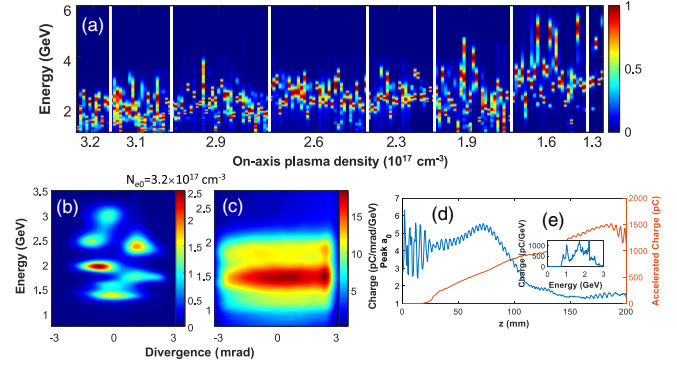 (a)
Energy (GeV)
6
4
2
3.2 3.1 2.9 2.6 2.3 1.9 1.6 1.3
On-axis plasma density (10¹⁷ cm⁻³)
1
0.5
0
Nₑ₀=3.2×10¹⁷ cm⁻³
(b)
Energy (GeV)
3.5
3
2.5
2
1.5
1
-3 0 3
2.5
2
1.5
1
0.5
0
(c)
-3 0 3
15
10
5
Divergence (mrad)
Charge (pC/mrad/GeV)
Peak a₀
7
6
5
4
3
2
1
(d)
(e)
Charge (pC/GeV)
1000
500
0
0 1 2 3
Energy (GeV)
2000
1500
1000
500
0
Accelerated Charge (pC)
0 50 100 150 200
z (mm)